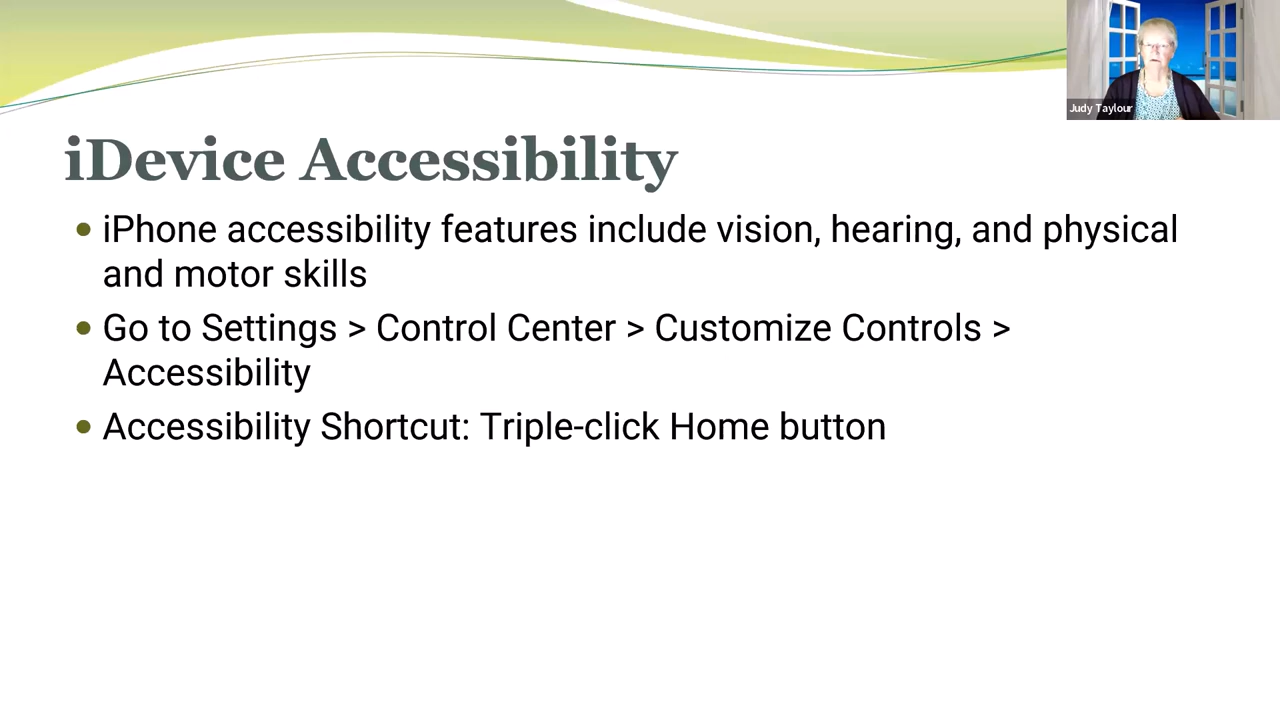 Judy Taylour
iDevice Accessibility
• iPhone accessibility features include vision, hearing, and physical
and motor skills
• Go to Settings > Control Center > Customize Controls >
Accessibility
• Accessibility Shortcut: Triple-click Home button